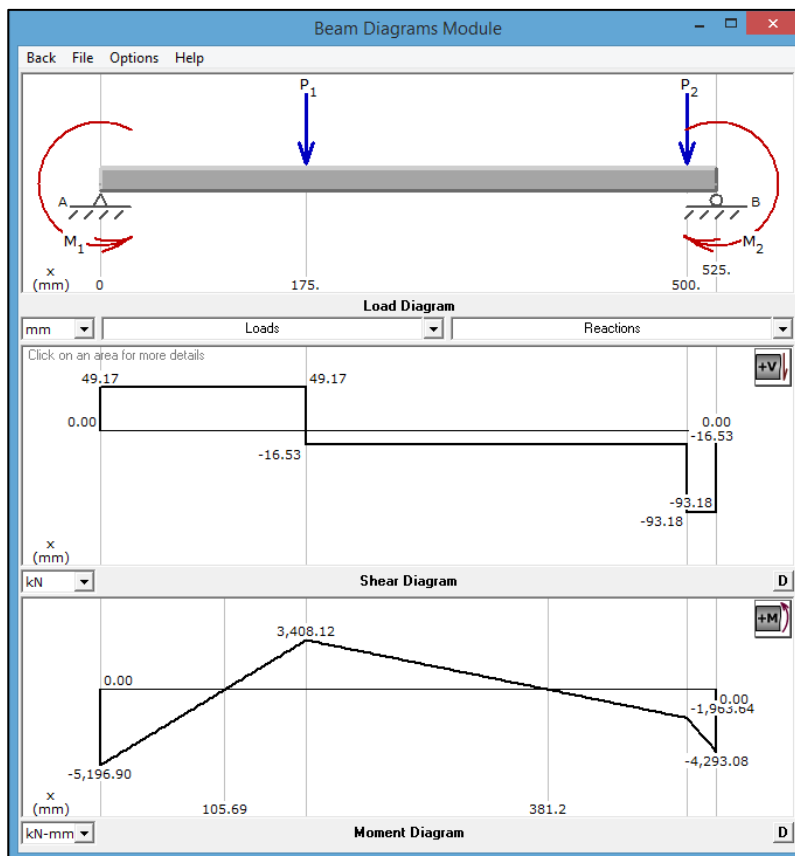 Beam Diagrams Module
Back File Options Help
P1 P2
A B
M1 M2
x
(mm) 0 175. 500. 525.
Load Diagram
mm Loads Reactions
Click on an area for more details
+V
49.17 49.17
0.00 0.00
-16.53 -16.53
-93.18
-93.18
x
(mm)
kN Shear Diagram D
+M
3,408.12
0.00 0.00
-1,963.64
-5,196.90 -4,293.08
x
(mm) 105.69 381.2
kN-mm Moment Diagram D